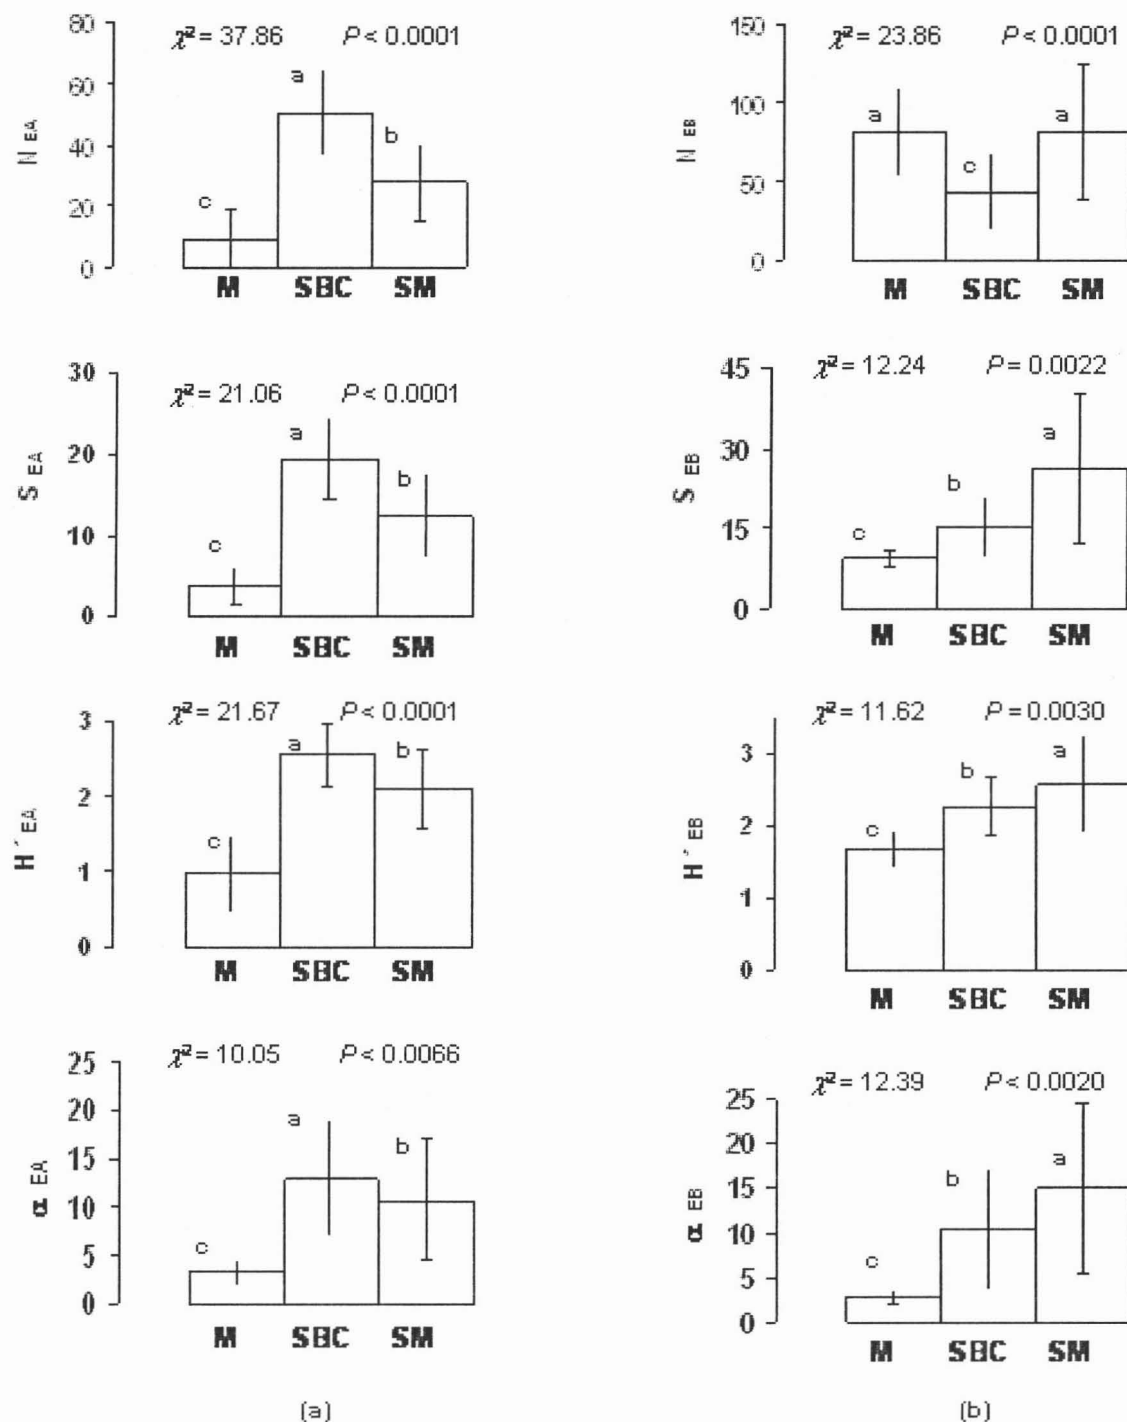 χ² = 37.86 P < 0.0001
N EA
80
60
40
20
0
c
a
b
M SBC SM
χ² = 23.86 P < 0.0001
N EB
150
100
50
0
a
c
a
M SBC SM
χ² = 21.06 P < 0.0001
S EA
30
20
10
0
c
a
b
M SBC SM
χ² = 12.24 P = 0.0022
S EB
45
30
15
0
c
b
a
M SBC SM
χ² = 21.67 P < 0.0001
H´ EA
3
2
1
0
c
a
b
M SBC SM
χ² = 11.62 P = 0.0030
H´ EB
3
2
1
0
c
b
a
M SBC SM
χ² = 10.05 P < 0.0066
α EA
25
20
15
10
5
0
c
a
b
M SBC SM
χ² = 12.39 P < 0.0020
α EB
25
20
15
10
5
0
c
b
a
M SBC SM
(a)
(b)